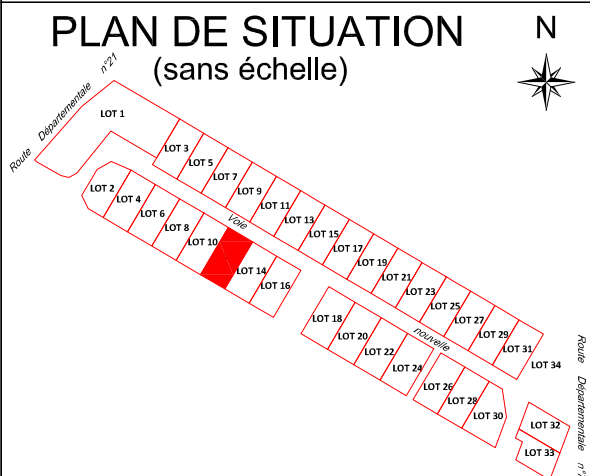 PLAN DE SITUATION
(sans échelle)
N
Route Départementale n°21
LOT 1
LOT 3
LOT 5
LOT 7
LOT 9
LOT 11
LOT 13
LOT 15
LOT 17
LOT 19
LOT 21
LOT 23
LOT 25
LOT 27
LOT 29
LOT 31
LOT 34
Voie nouvelle
LOT 2
LOT 4
LOT 6
LOT 8
LOT 10
LOT 14
LOT 16
LOT 18
LOT 20
LOT 22
LOT 24
LOT 26
LOT 28
LOT 30
LOT 32
LOT 33
Route Départementale